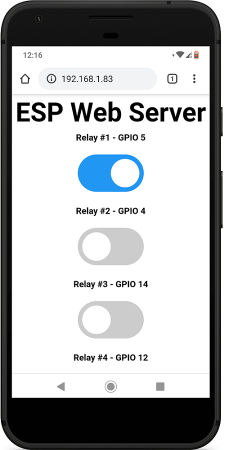 12:16
192.168.1.83
1
ESP Web Server
Relay #1 - GPIO 5
Relay #2 - GPIO 4
Relay #3 - GPIO 14
Relay #4 - GPIO 12